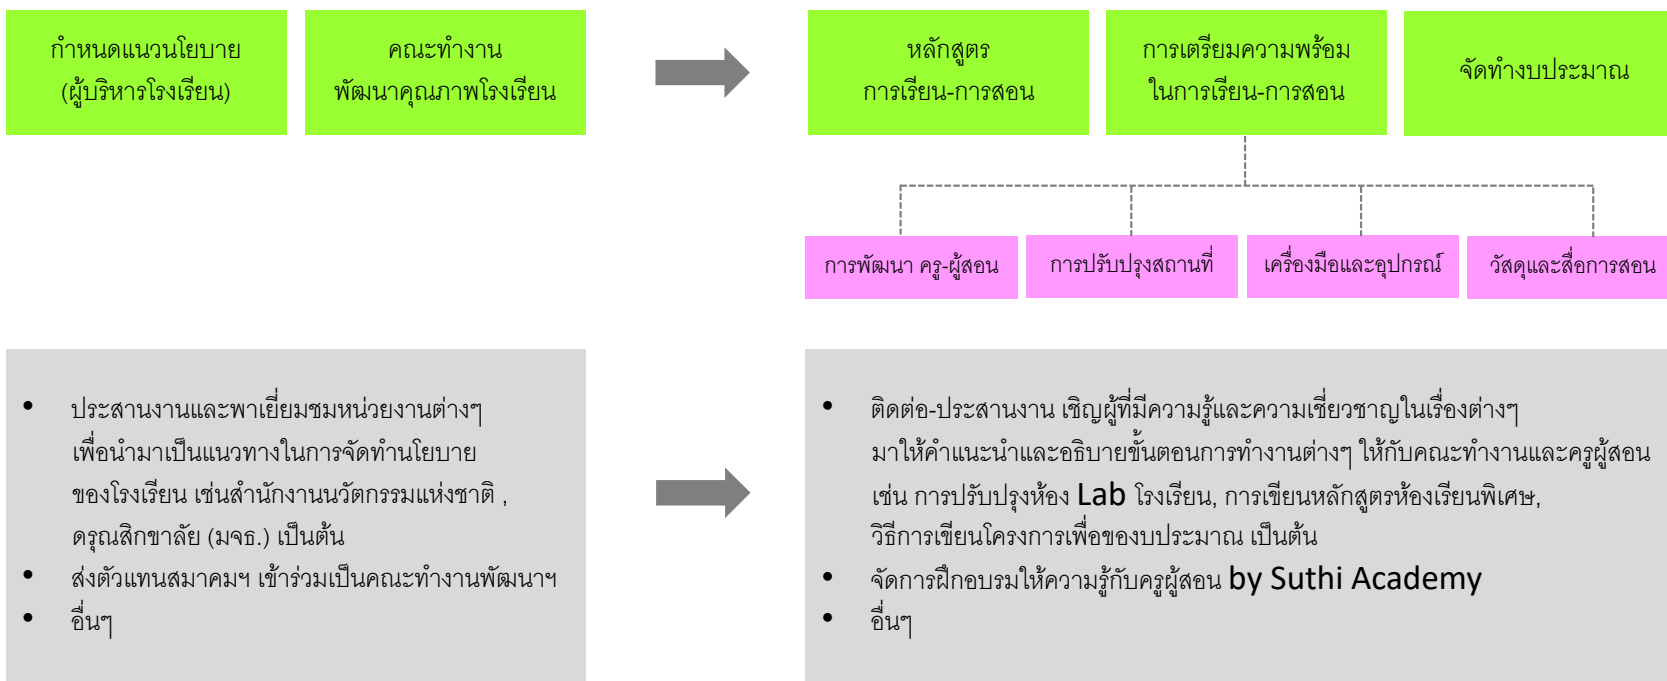 กำหนดแนวนโยบาย
(ผู้บริหารโรงเรียน)
คณะทำงาน
พัฒนาคุณภาพโรงเรียน
หลักสูตร
การเรียน-การสอน
การเตรียมความพร้อม
ในการเรียน-การสอน
จัดทำงบประมาณ
การพัฒนา ครู-ผู้สอน
การปรับปรุงสถานที่
เครื่องมือและอุปกรณ์
วัสดุและสื่อการสอน
• ประสานงานและพาเยี่ยมชมหน่วยงานต่างๆ
เพื่อนำมาเป็นแนวทางในการจัดทำนโยบาย
ของโรงเรียน เช่นสำนักงานนวัตกรรมแห่งชาติ ,
ดรุณสิกขาลัย (มจธ.) เป็นต้น
• ส่งตัวแทนสมาคมฯ เข้าร่วมเป็นคณะทำงานพัฒนาฯ
• อื่นๆ
• ติดต่อ-ประสานงาน เชิญผู้ที่มีความรู้และความเชี่ยวชาญในเรื่องต่างๆ
มาให้คำแนะนำและอธิบายขั้นตอนการทำงานต่างๆ ให้กับคณะทำงานและครูผู้สอน
เช่น การปรับปรุงห้อง Lab โรงเรียน, การเขียนหลักสูตรห้องเรียนพิเศษ,
วิธีการเขียนโครงการเพื่อของบประมาณ เป็นต้น
• จัดการฝึกอบรมให้ความรู้กับครูผู้สอน by Suthi Academy
• อื่นๆ